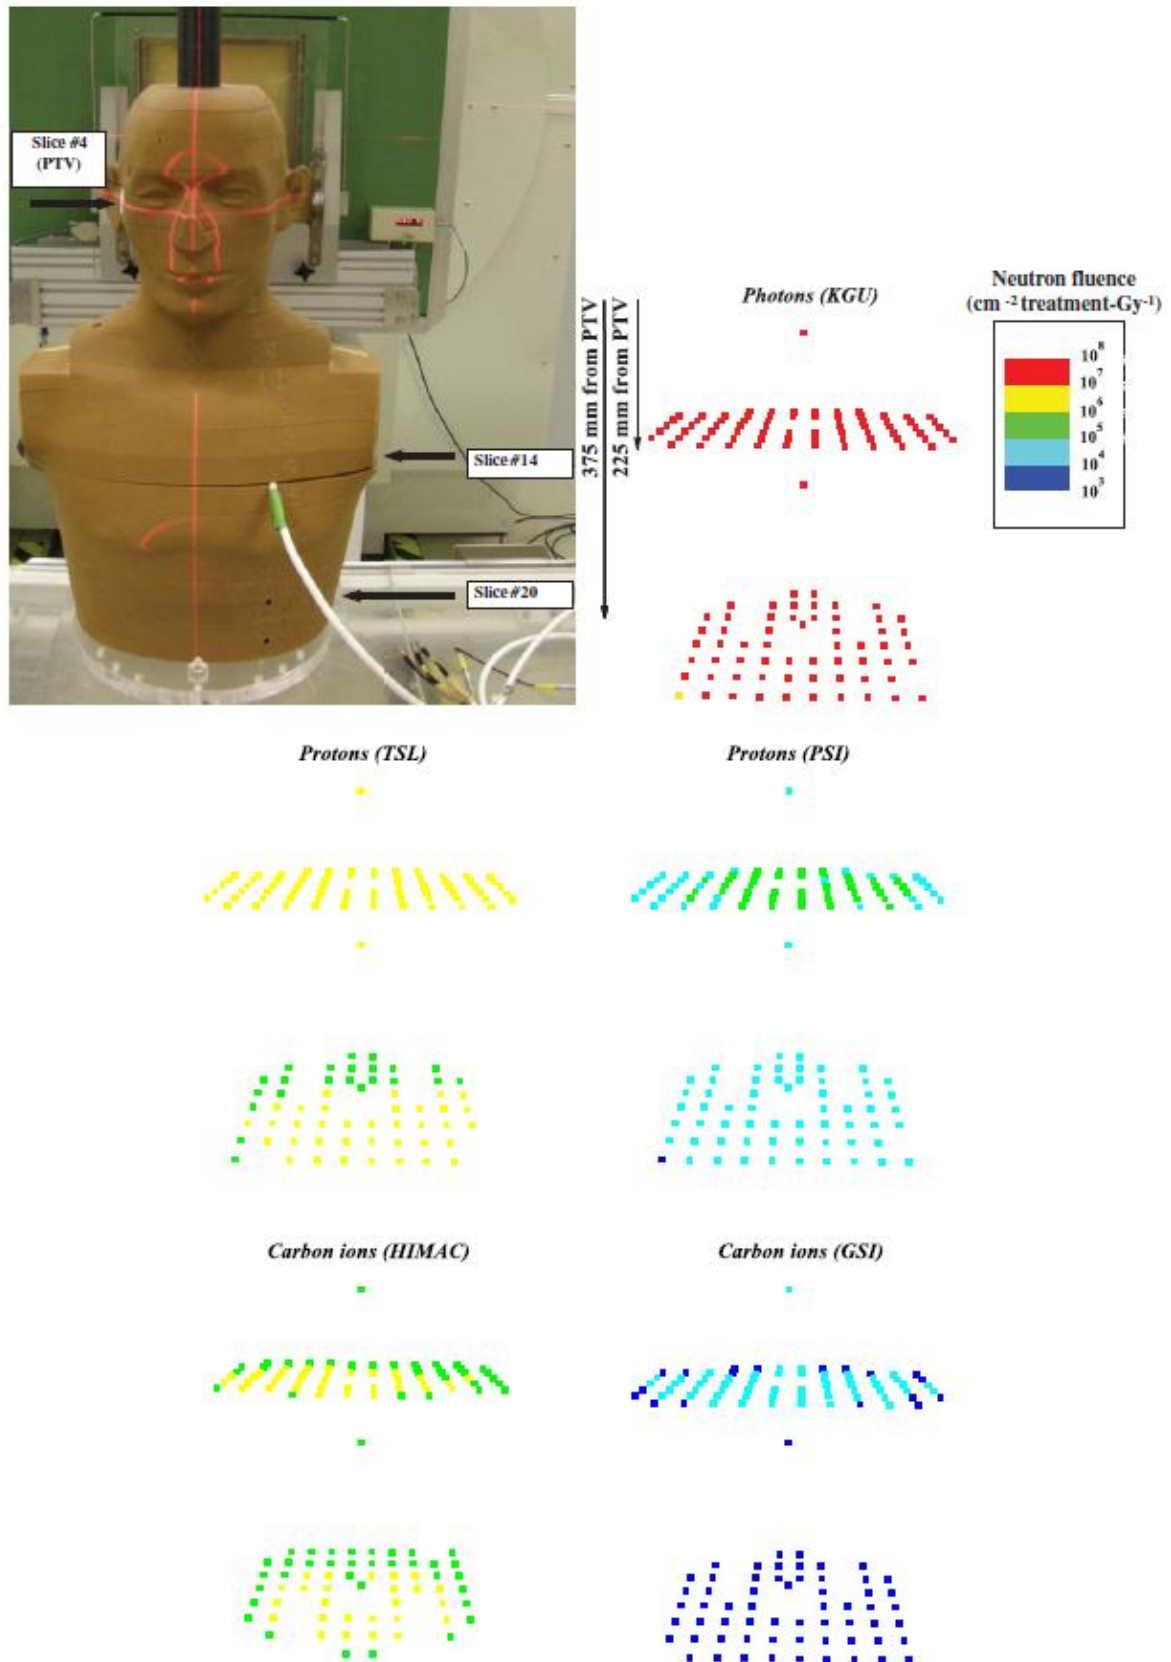 Slice #4
(PTV)
Slice #14
Slice #20
375 mm from PTV
225 mm from PTV
Photons (KGU)
Neutron fluence
(cm -2 treatment-Gy-1)
10^8
10^7
10^6
10^5
10^4
10^3
Protons (TSL)
Protons (PSI)
Carbon ions (HIMAC)
Carbon ions (GSI)